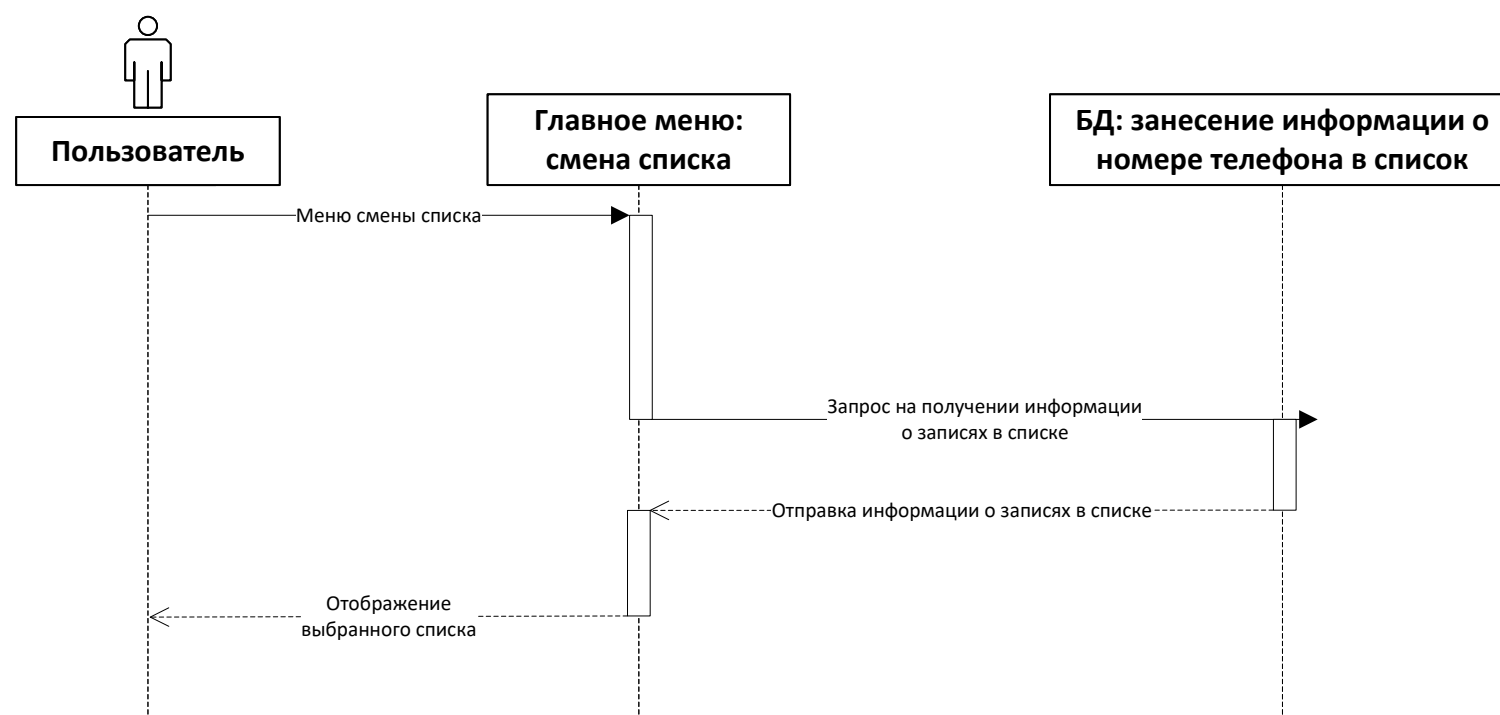 Пользователь
Главное меню:
смена списка
БД: занесение информации о
номере телефона в список
Меню смены списка
Запрос на получении информации
о записях в списке
Отправка информации о записях в списке
Отображение
выбранного списка